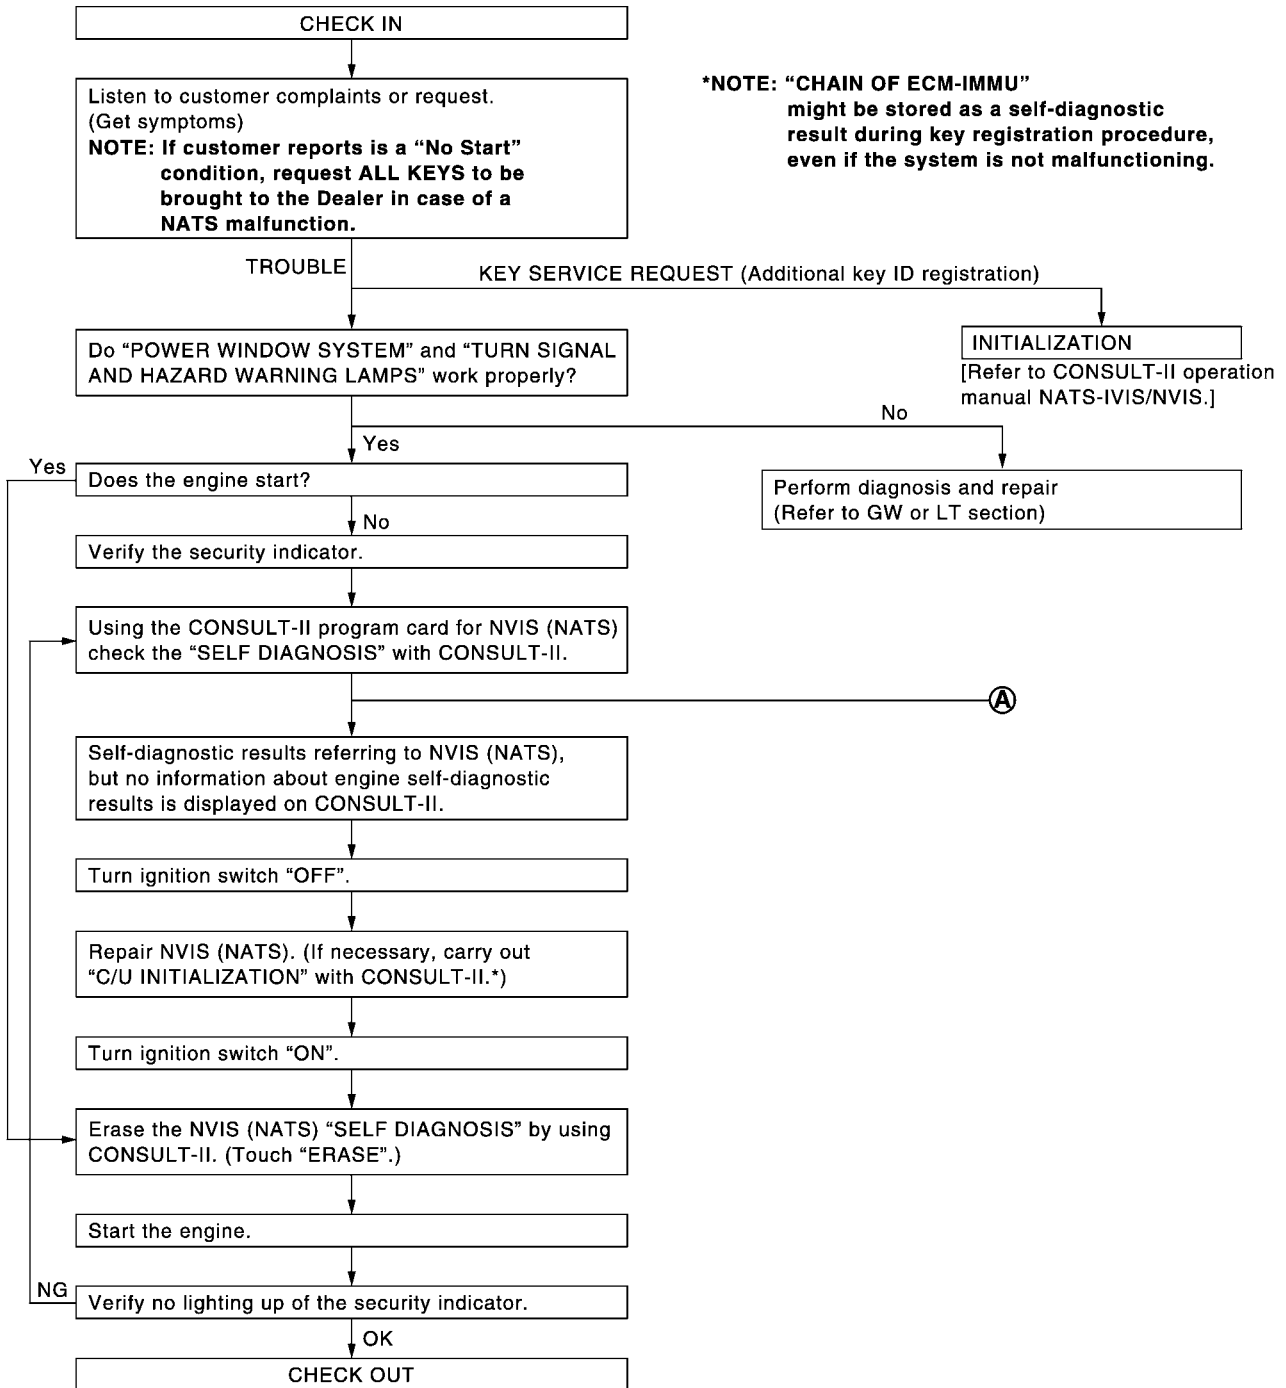 CHECK IN
Listen to customer complaints or request.
(Get symptoms)
NOTE: If customer reports is a “No Start”
condition, request ALL KEYS to be
brought to the Dealer in case of a
NATS malfunction.
*NOTE: “CHAIN OF ECM-IMMU”
might be stored as a self-diagnostic
result during key registration procedure,
even if the system is not malfunctioning.
TROUBLE
KEY SERVICE REQUEST (Additional key ID registration)
INITIALIZATION
[Refer to CONSULT-II operation
manual NATS-IVIS/NVIS.]
Do “POWER WINDOW SYSTEM” and “TURN SIGNAL
AND HAZARD WARNING LAMPS” work properly?
No
Yes
Perform diagnosis and repair
(Refer to GW or LT section)
Yes
Does the engine start?
No
Verify the security indicator.
Using the CONSULT-II program card for NVIS (NATS)
check the “SELF DIAGNOSIS” with CONSULT-II.
A
Self-diagnostic results referring to NVIS (NATS),
but no information about engine self-diagnostic
results is displayed on CONSULT-II.
Turn ignition switch “OFF”.
Repair NVIS (NATS). (If necessary, carry out
“C/U INITIALIZATION” with CONSULT-II.*)
Turn ignition switch “ON”.
Erase the NVIS (NATS) “SELF DIAGNOSIS” by using
CONSULT-II. (Touch “ERASE”.)
Start the engine.
NG
Verify no lighting up of the security indicator.
OK
CHECK OUT